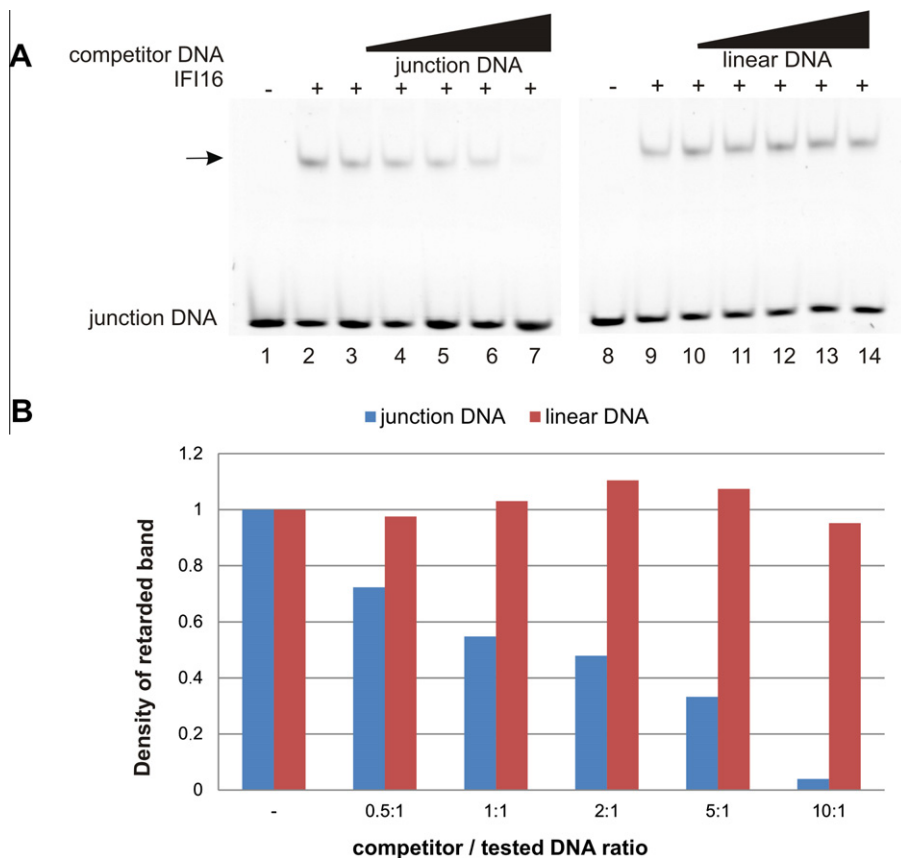 A
competitor DNA
junction DNA
linear DNA
IFI16
- + + + + + + - + + + + + +
junction DNA
1 2 3 4 5 6 7 8 9 10 11 12 13 14
B
junction DNA linear DNA
1.2
1
0.8
0.6
0.4
0.2
0
Density of retarded band
- 0.5:1 1:1 2:1 5:1 10:1
competitor / tested DNA ratio